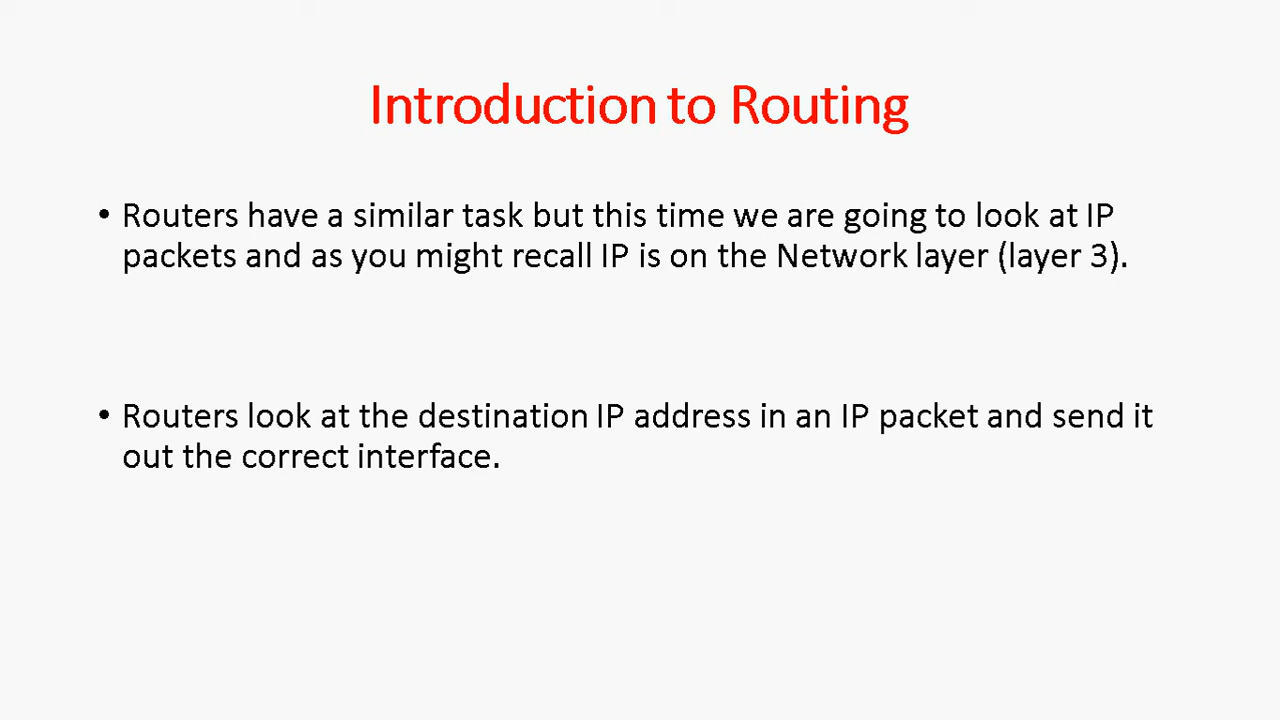 Introduction to Routing
• Routers have a similar task but this time we are going to look at IP
packets and as you might recall IP is on the Network layer (layer 3).
• Routers look at the destination IP address in an IP packet and send it
out the correct interface.